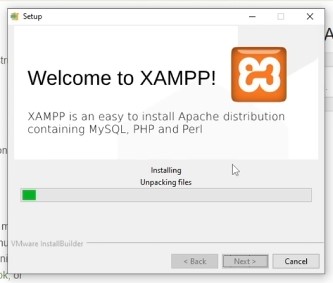 Setup
Welcome to XAMPP!
XAMPP is an easy to install Apache distribution
containing MySQL, PHP and Perl
Installing
Unpacking files
VMware InstallBuilder
< Back
Next >
Cancel